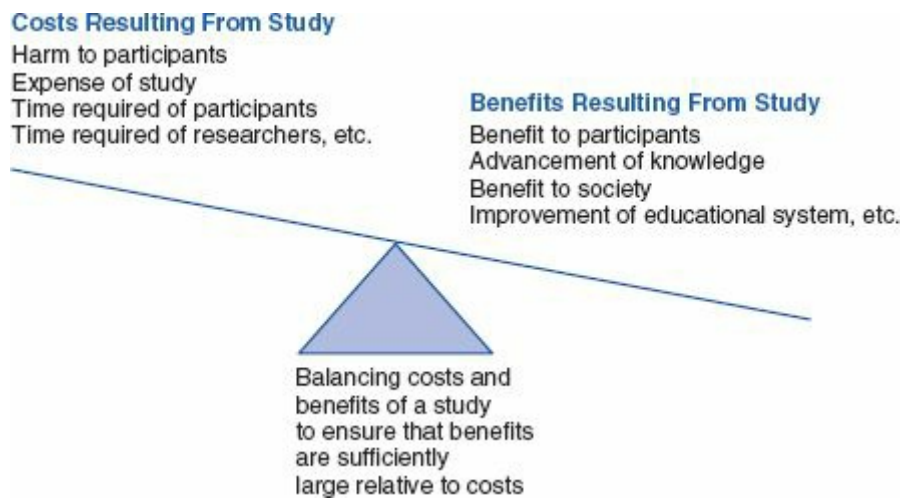 Costs Resulting From Study
Harm to participants
Expense of study
Time required of participants
Time required of researchers, etc.
Benefits Resulting From Study
Benefit to participants
Advancement of knowledge
Benefit to society
Improvement of educational system, etc.
Balancing costs and
benefits of a study
to ensure that benefits
are sufficiently
large relative to costs